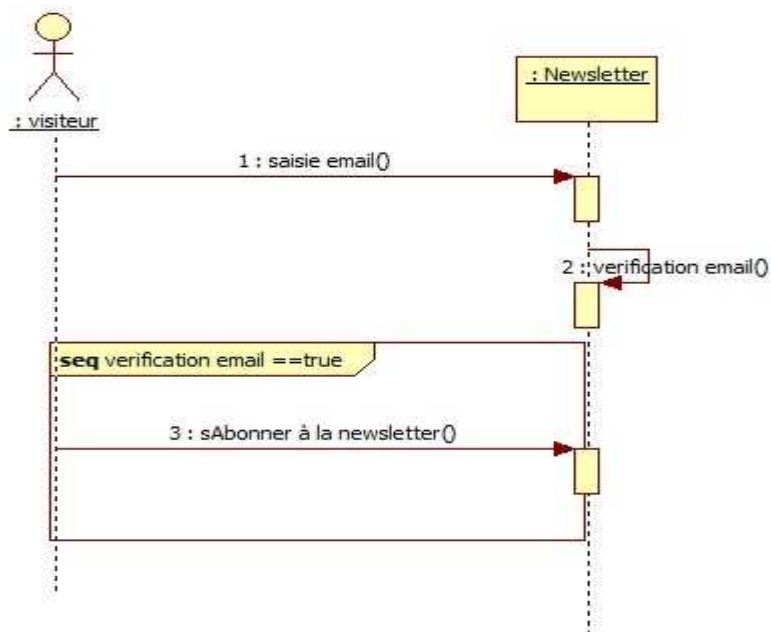 : visiteur
: Newsletter
1 : saisie email()
2 : verification email()
seq verification email ==true
3 : sAbonner à la newsletter()